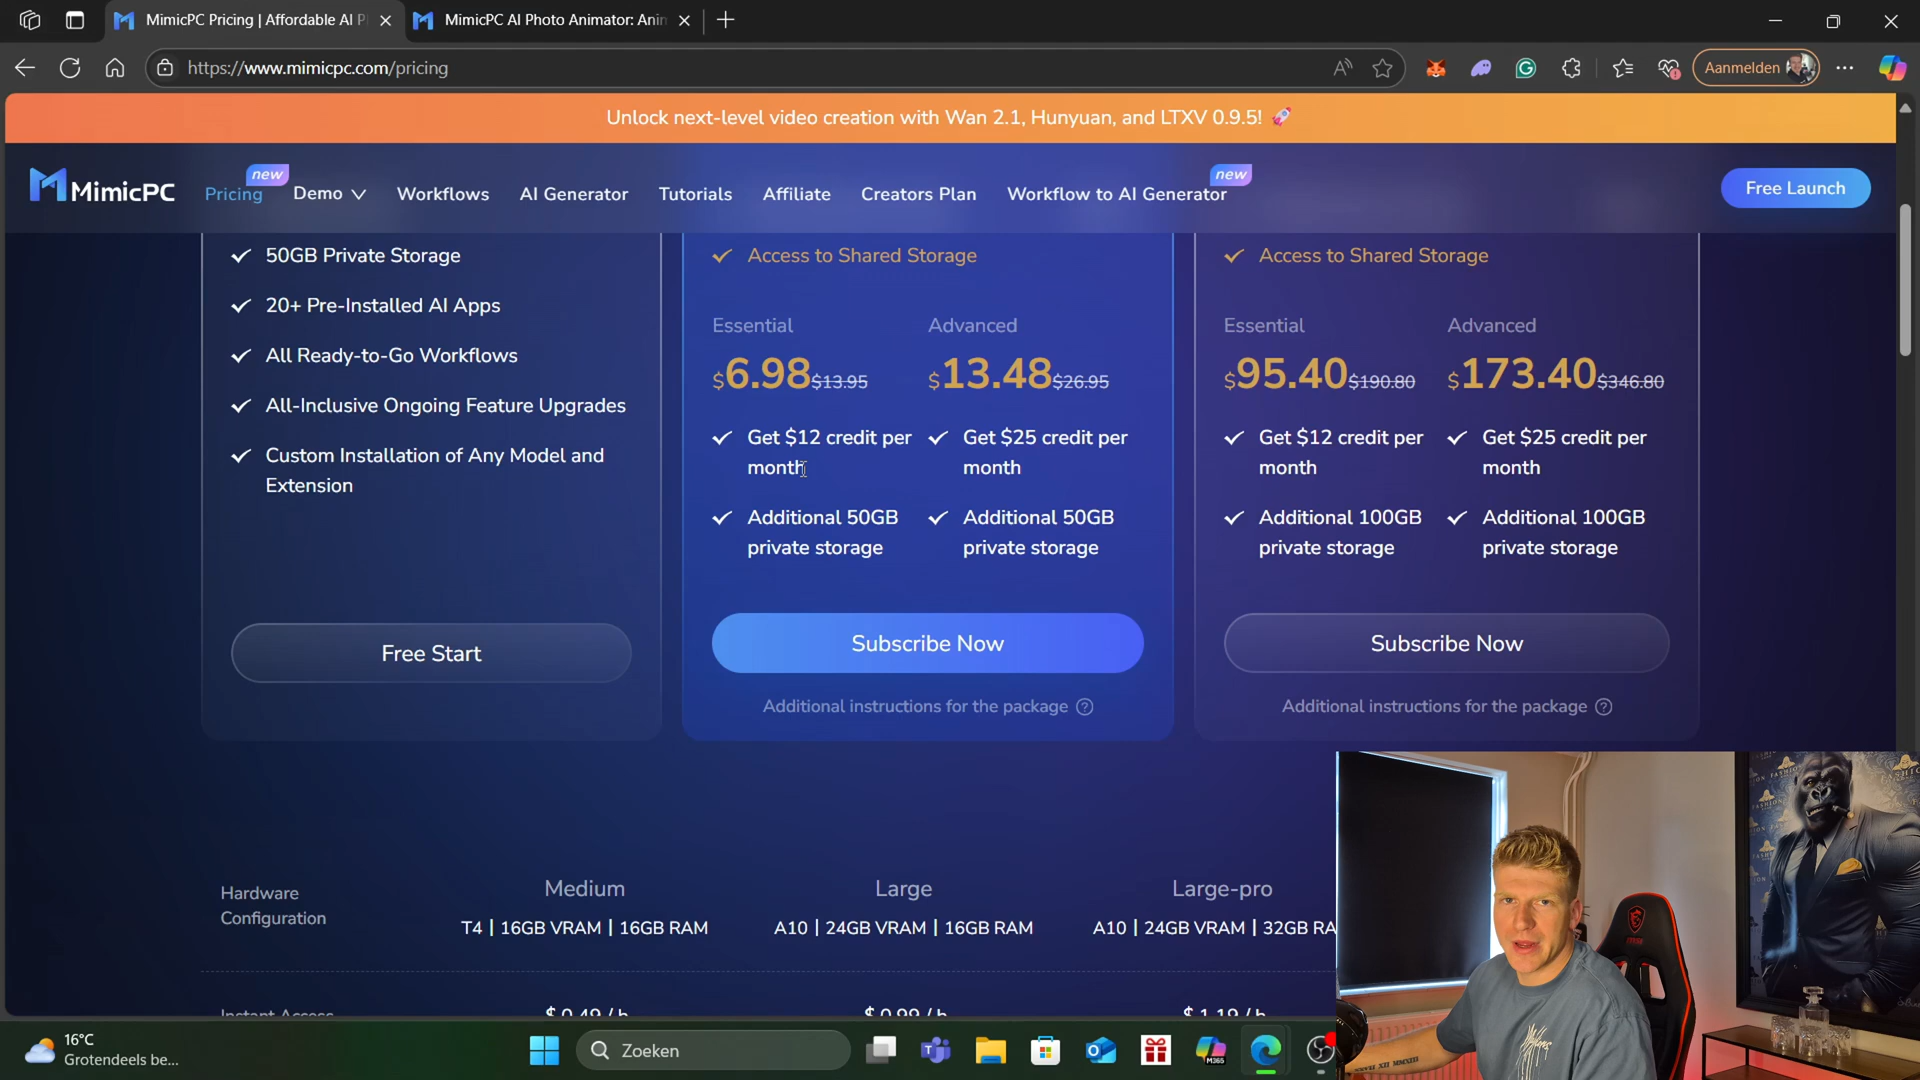 MimicPC Pricing | Affordable AI P
MimicPC AI Photo Animator: Anin
https://www.mimicpc.com/pricing
Aanmelden
Unlock next-level video creation with Wan 2.1, Hunyuan, and LTXV 0.9.5! 🚀
MimicPC
Pricing
new
Demo
Workflows
AI Generator
Tutorials
Affiliate
Creators Plan
Workflow to AI Generator
new
Free Launch
50GB Private Storage
20+ Pre-Installed AI Apps
All Ready-to-Go Workflows
All-Inclusive Ongoing Feature Upgrades
Custom Installation of Any Model and
Extension
Free Start
Access to Shared Storage
Essential
$6.98 $13.95
Get $12 credit per
month
Additional 50GB
private storage
Advanced
$13.48 $26.95
Get $25 credit per
month
Additional 50GB
private storage
Subscribe Now
Additional instructions for the package ?
Access to Shared Storage
Essential
$95.40 $190.80
Get $12 credit per
month
Additional 100GB
private storage
Advanced
$173.40 $346.80
Get $25 credit per
month
Additional 100GB
private storage
Subscribe Now
Additional instructions for the package ?
Hardware
Configuration
Medium
T4 | 16GB VRAM | 16GB RAM
Large
A10 | 24GB VRAM | 16GB RAM
Large-pro
A10 | 24GB VRAM | 32GB RA
Instant Access
$ 0.49 / h
$ 0.99 / h
$ 1.19 / h
16°C
Grotendeels be...
Zoeken
M365